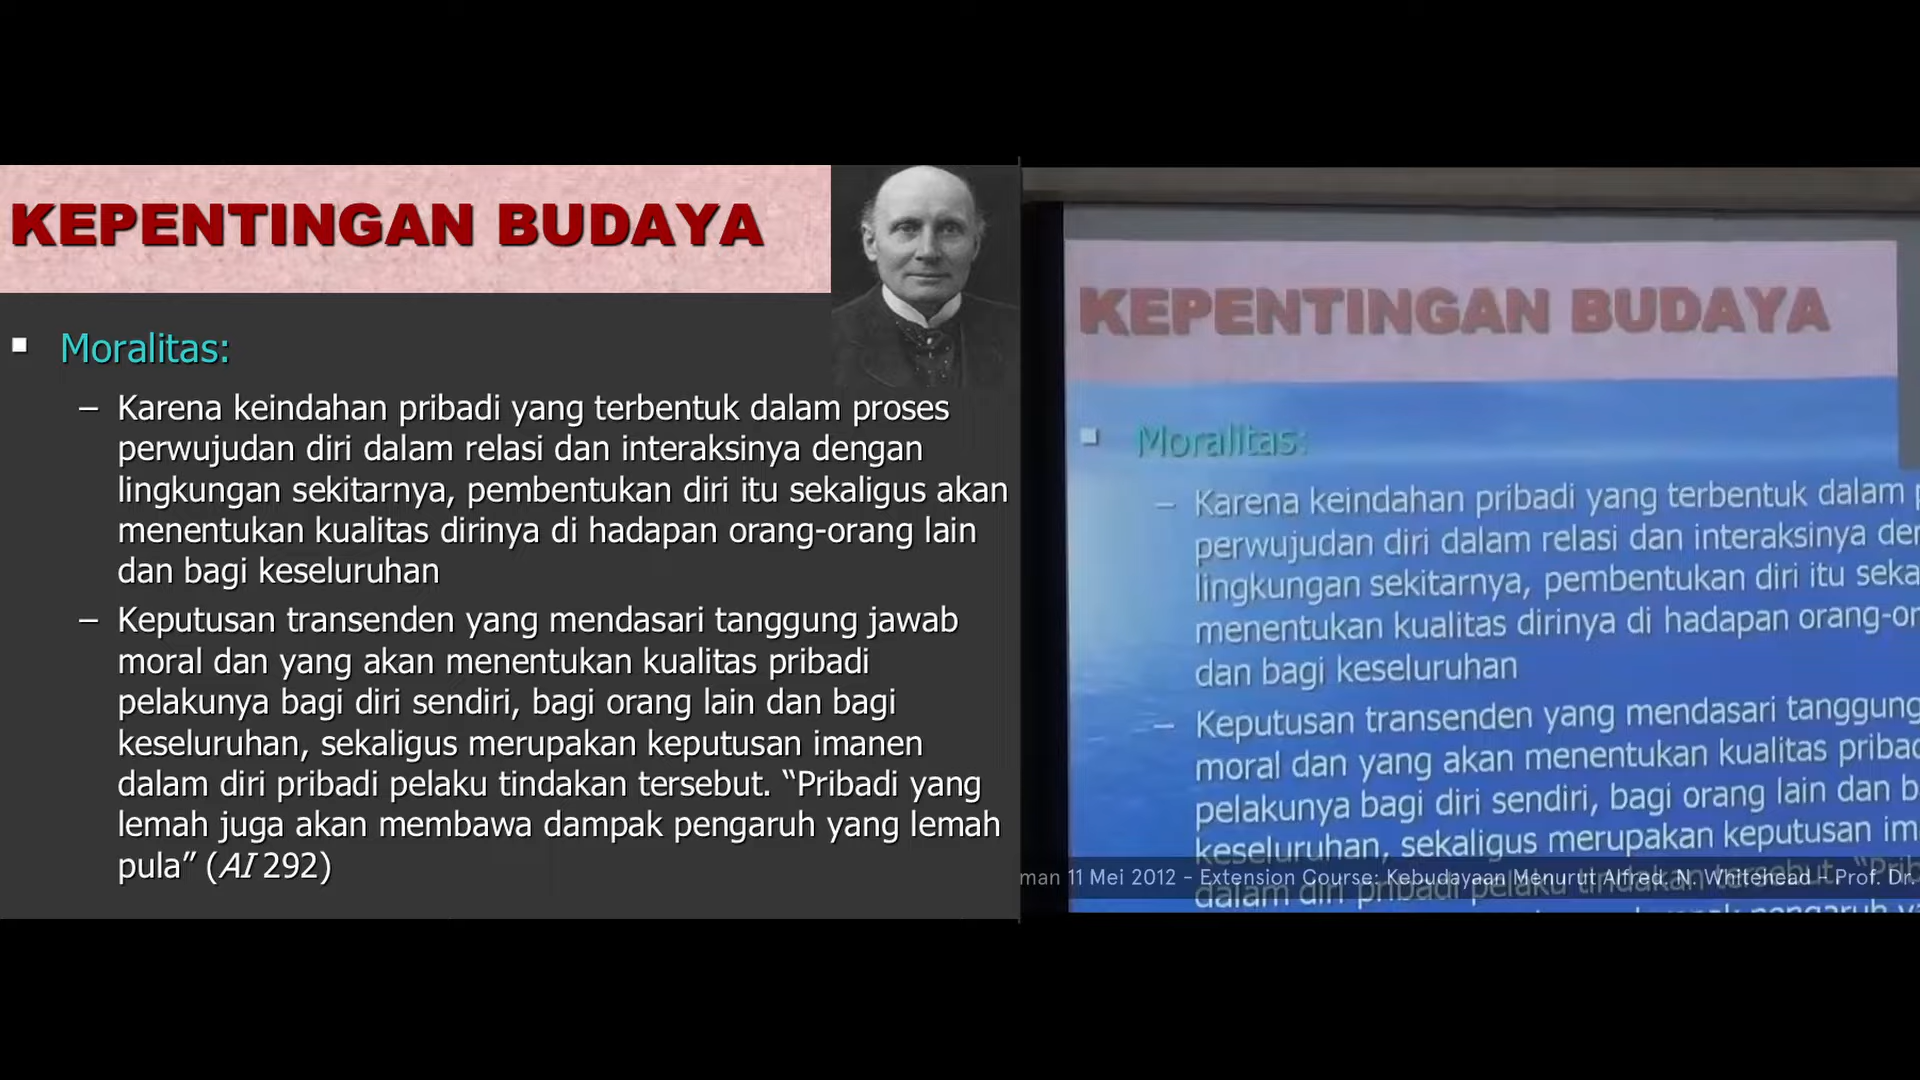 KEPENTINGAN BUDAYA
Moralitas:
– Karena keindahan pribadi yang terbentuk dalam proses
perwujudan diri dalam relasi dan interaksinya dengan
lingkungan sekitarnya, pembentukan diri itu sekaligus akan
menentukan kualitas dirinya di hadapan orang-orang lain
dan bagi keseluruhan
– Keputusan transenden yang mendasari tanggung jawab
moral dan yang akan menentukan kualitas pribadi
pelakunya bagi diri sendiri, bagi orang lain dan bagi
keseluruhan, sekaligus merupakan keputusan imanen
dalam diri pribadi pelaku tindakan tersebut. “Pribadi yang
lemah juga akan membawa dampak pengaruh yang lemah
pula” (AI 292)
KEPENTINGAN BUDAYA
Moralitas:
– Karena keindahan pribadi yang terbentuk dalam
perwujudan diri dalam relasi dan interaksinya
lingkungan sekitarnya, pembentukan diri itu
menentukan kualitas dirinya di hadapan
dan bagi keseluruhan
– Keputusan transenden yang mendasari tanggung
moral dan yang akan menentukan kualitas
pelakunya bagi diri sendiri, bagi orang lain dan
keseluruhan, sekaligus merupakan keputusan
man 11 Mei 2012 - Extension Course: Kebudayaan Menurut Alfred. N. Whitehead - Prof. Dr.
dalam diri pribadi pelaku tindakan tersebut.